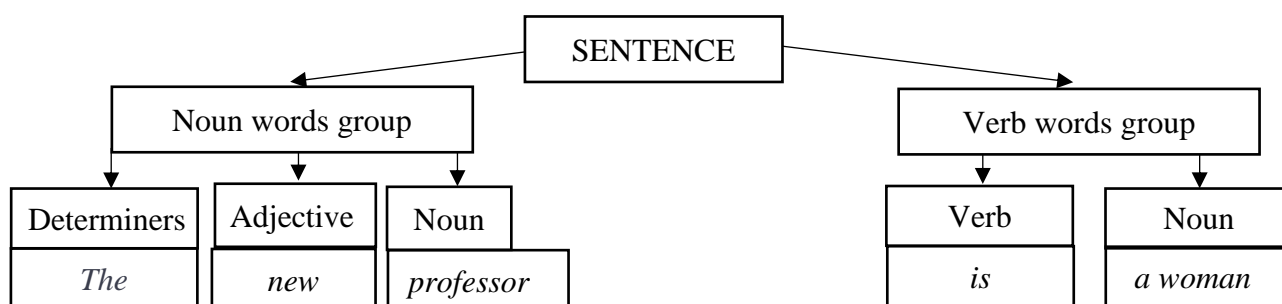 SENTENCE
Noun words group
Verb words group
Determiners
Adjective
Noun
Verb
Noun
The
new
professor
is
a woman